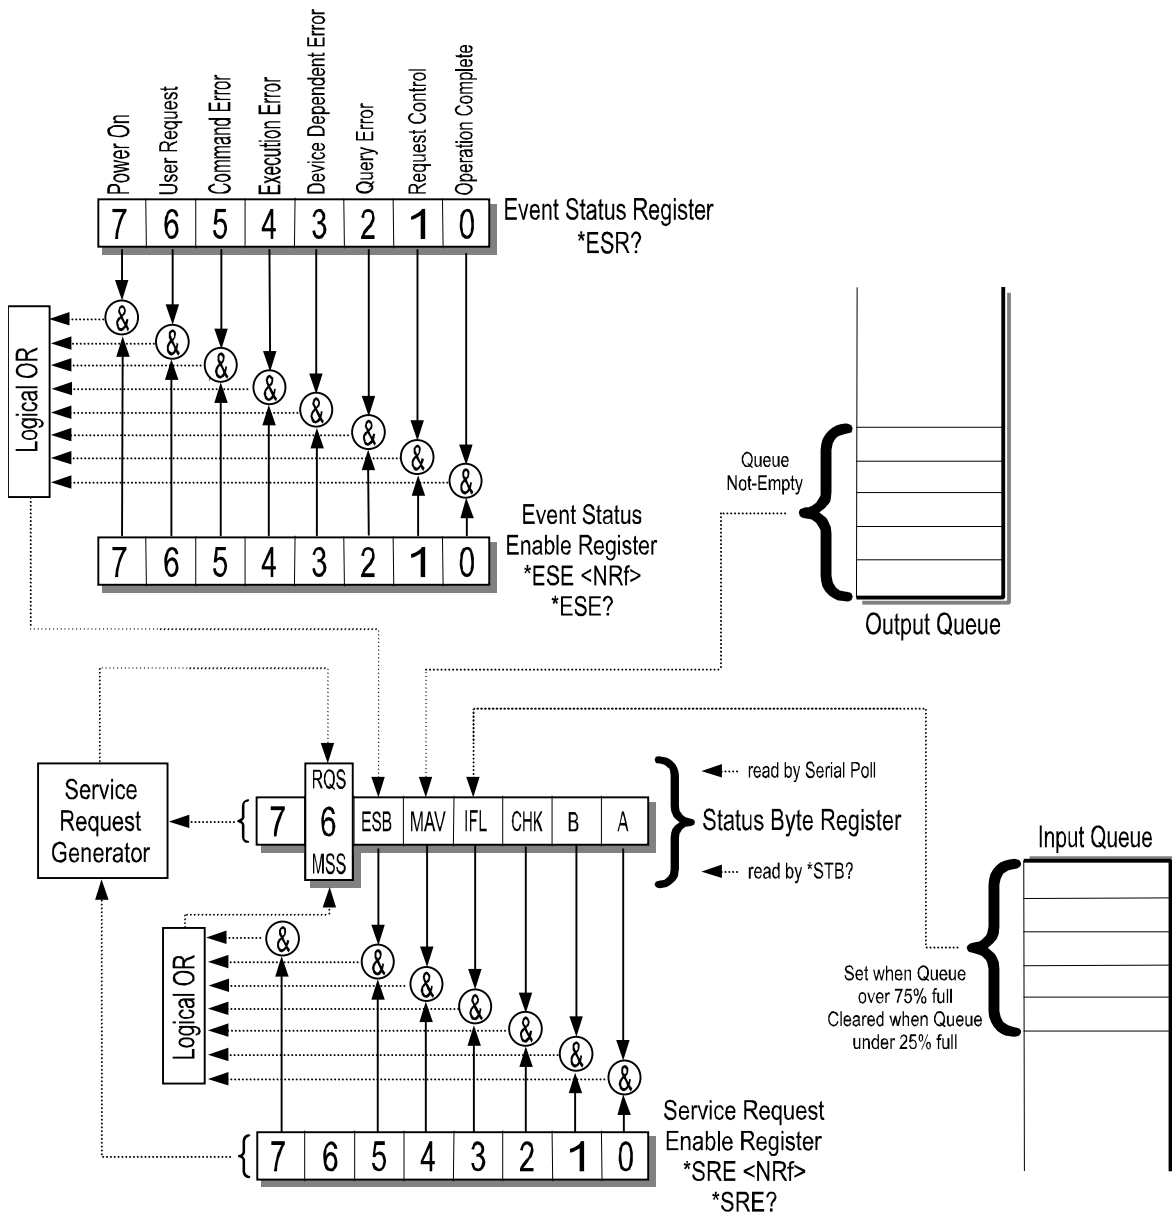 Power On
User Request
Command Error
Execution Error
Device Dependent Error
Query Error
Request Control
Operation Complete
7 6 5 4 3 2 1 0
Event Status Register
*ESR?
&
&
&
&
&
&
&
&
Logical OR
Event Status
Enable Register
*ESE <NRf>
*ESE?
7 6 5 4 3 2 1 0
Queue
Not-Empty
Output Queue
Service
Request
Generator
RQS
7 6 ESB MAV IFL CHK B A
MSS
read by Serial Poll
Status Byte Register
read by *STB?
Input Queue
Set when Queue
over 75% full
Cleared when Queue
under 25% full
&
&
&
&
&
&
&
Logical OR
Service Request
Enable Register
*SRE <NRf>
*SRE?
7 6 5 4 3 2 1 0